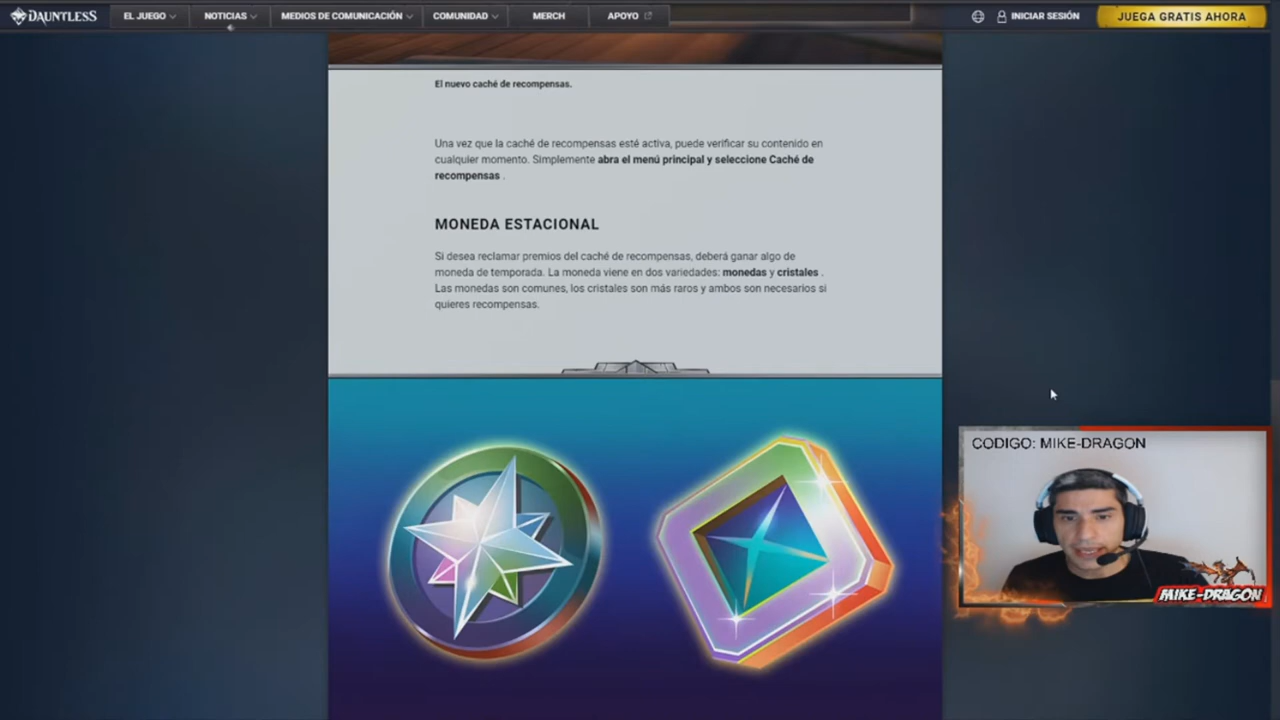 DAUNTLESS
EL JUEGO
NOTICIAS
MEDIOS DE COMUNICACIÓN
COMUNIDAD
MERCH
APOYO
INICIAR SESIÓN
JUEGA GRATIS AHORA
El nuevo caché de recompensas.
Una vez que la caché de recompensas esté activa, puede verificar su contenido en
cualquier momento. Simplemente abra el menú principal y seleccione Caché de
recompensas .
MONEDA ESTACIONAL
Si desea reclamar premios del caché de recompensas, deberá ganar algo de
moneda de temporada. La moneda viene en dos variedades: monedas y cristales .
Las monedas son comunes, los cristales son más raros y ambos son necesarios si
quieres recompensas.
CODIGO: MIKE-DRAGON
MIKE-DRAGON